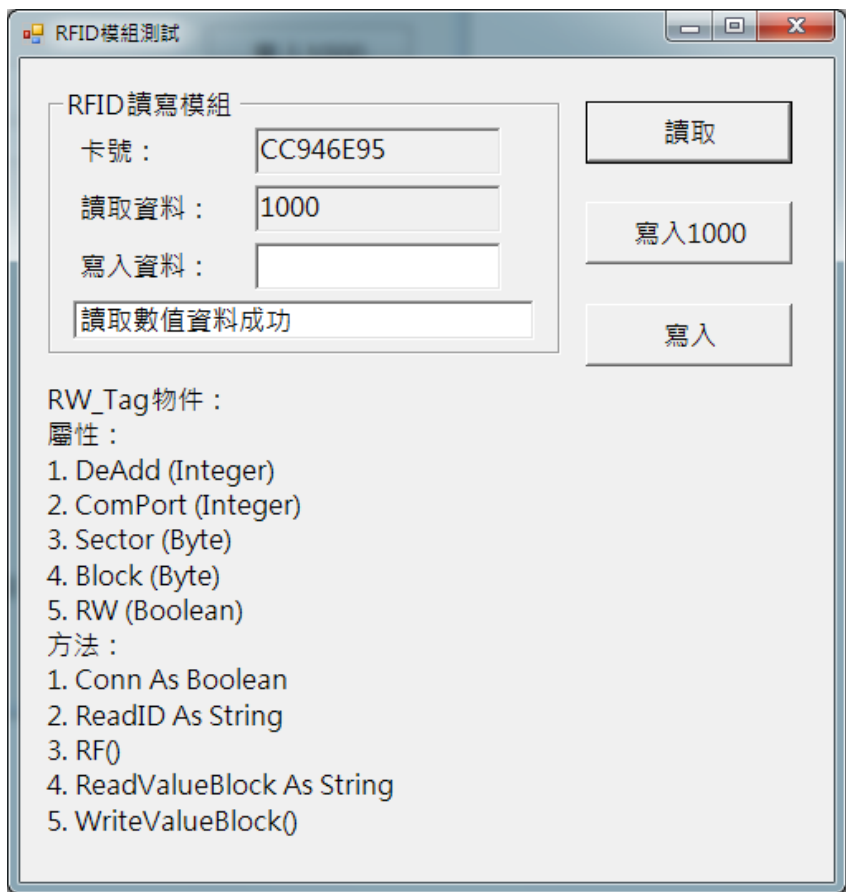 RFID模組測試
RFID讀寫模組
卡號：
CC946E95
讀取
讀取資料：
1000
寫入1000
寫入資料：
讀取數值資料成功
寫入
RW_Tag物件：
屬性：
1. DeAdd (Integer)
2. ComPort (Integer)
3. Sector (Byte)
4. Block (Byte)
5. RW (Boolean)
方法：
1. Conn As Boolean
2. ReadID As String
3. RF()
4. ReadValueBlock As String
5. WriteValueBlock()